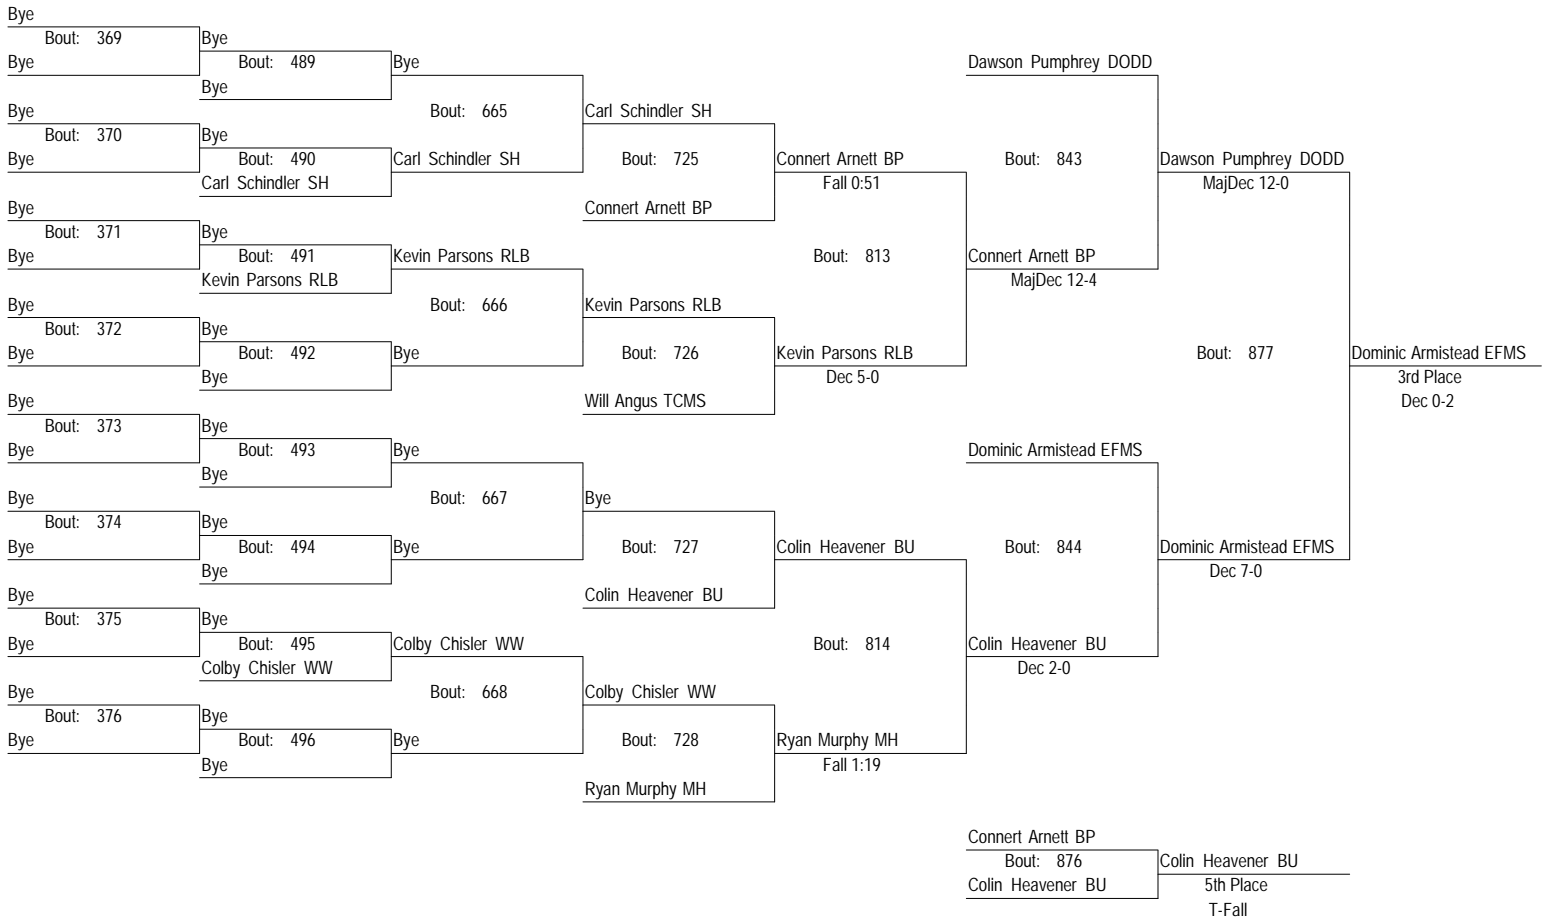 Bye
Bout: 369
Bye
Bye
Bout: 370
Bye
Bye
Bout: 371
Bye
Bye
Bout: 372
Bye
Bye
Bout: 373
Bye
Bye
Bout: 374
Bye
Bye
Bout: 375
Bye
Bye
Bout: 376
Bye
Bye
Bout: 489
Bye
Bye
Bout: 490
Carl Schindler SH
Bye
Bout: 491
Kevin Parsons RLB
Bye
Bout: 492
Bye
Bye
Bout: 493
Bye
Bye
Bout: 494
Bye
Bye
Bout: 495
Colby Chisler WW
Bye
Bout: 496
Bye
Bye
Bout: 665
Carl Schindler SH
Kevin Parsons RLB
Bout: 666
Bye
Bye
Bout: 667
Bye
Colby Chisler WW
Bout: 668
Bye
Carl Schindler SH
Bout: 725
Connert Arnett BP
Kevin Parsons RLB
Bout: 726
Will Angus TCMS
Bye
Bout: 727
Colin Heavener BU
Colby Chisler WW
Bout: 728
Ryan Murphy MH
Connert Arnett BP
Fall 0:51
Bout: 813
Kevin Parsons RLB
Dec 5-0
Colin Heavener BU
Bout: 814
Ryan Murphy MH
Fall 1:19
Dawson Pumphrey DODD
Bout: 843
Connert Arnett BP
MajDec 12-4
Dominic Armistead EFMS
Bout: 844
Colin Heavener BU
Dec 2-0
Dawson Pumphrey DODD
MajDec 12-0
Bout: 877
Dominic Armistead EFMS
Dec 7-0
Dominic Armistead EFMS
3rd Place
Dec 0-2
Connert Arnett BP
Bout: 876
Colin Heavener BU
Colin Heavener BU
5th Place
T-Fall